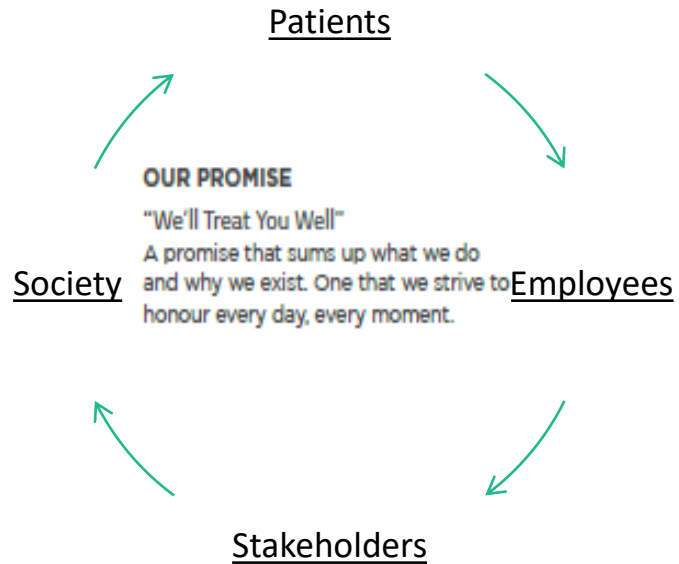 Patients
OUR PROMISE
"We'll Treat You Well"
A promise that sums up what we do
and why we exist. One that we strive to
honour every day, every moment.
Society
Employees
Stakeholders